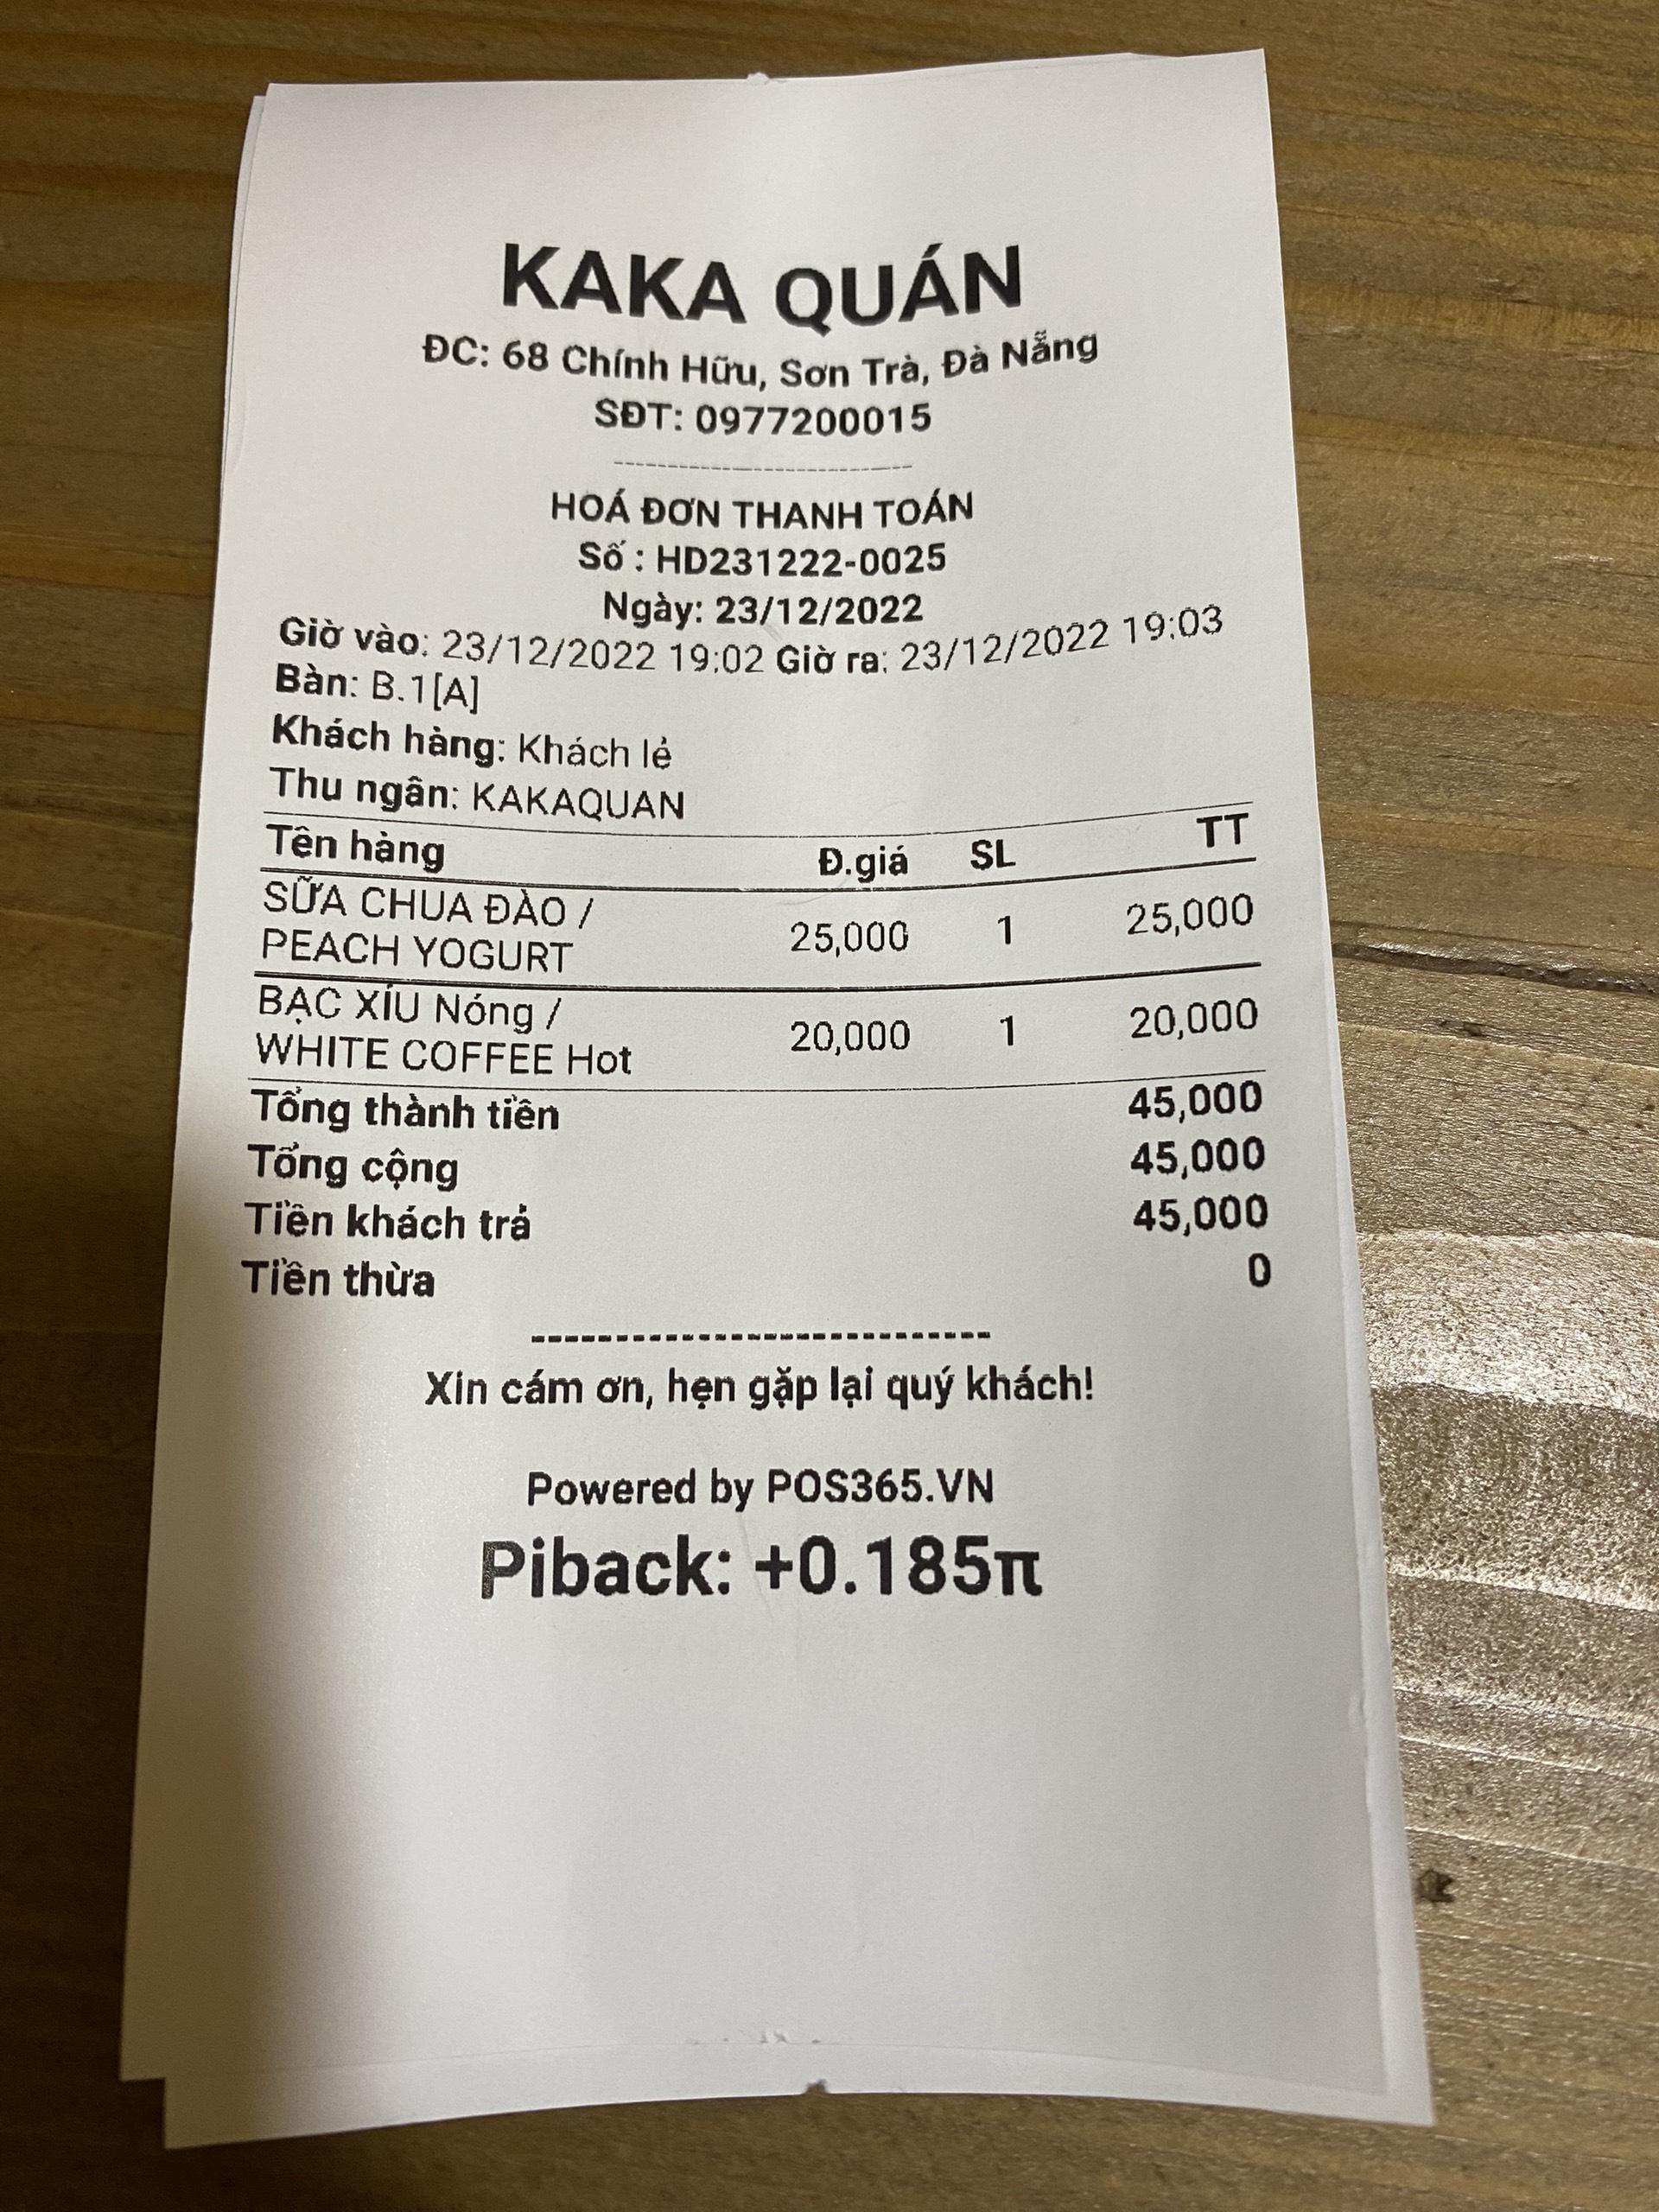 KAKA QUÁN
ĐC: 68 Chính Hữu, Sơn Trà, Đà Nẵng
SĐT: 0977200015
----------------------------
HOÁ ĐƠN THANH TOÁN
Số : HD231222-0025
Ngày: 23/12/2022
Giờ vào: 23/12/2022 19:02 Giờ ra: 23/12/2022 19:03
Bàn: B.1[A]
Khách hàng: Khách lẻ
Thu ngân: KAKAQUAN
Tên hàng Đ.giá SL TT
SỮA CHUA ĐÀO /
PEACH YOGURT 25,000 1 25,000
BẠC XÍU Nóng /
WHITE COFFEE Hot 20,000 1 20,000
Tổng thành tiền 45,000
Tổng cộng 45,000
Tiền khách trả 45,000
Tiền thừa 0
----------------------------
Xin cám ơn, hẹn gặp lại quý khách!
Powered by POS365.VN
Piback: +0.185π